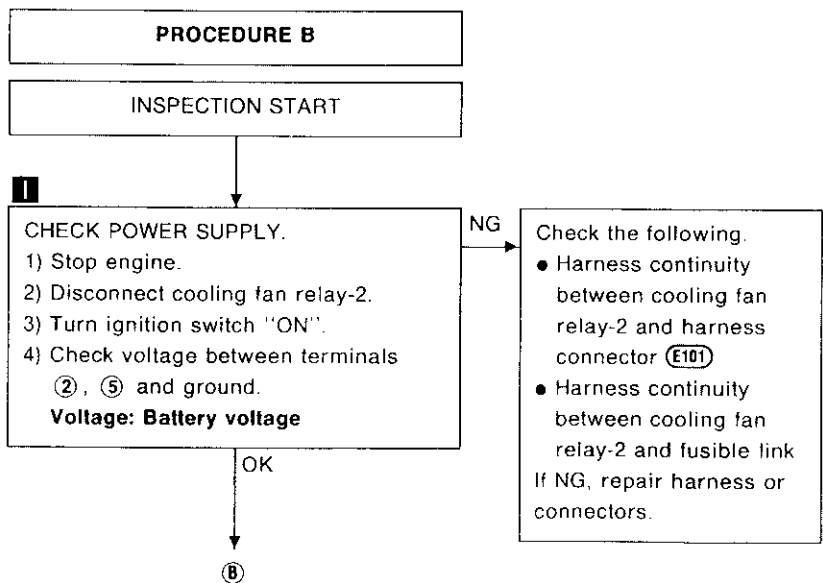 PROCEDURE B
INSPECTION START
I
CHECK POWER SUPPLY.
1) Stop engine.
2) Disconnect cooling fan relay-2.
3) Turn ignition switch "ON".
4) Check voltage between terminals
②, ⑤ and ground.
Voltage: Battery voltage
NG
Check the following.
● Harness continuity
between cooling fan
relay-2 and harness
connector (E101)
● Harness continuity
between cooling fan
relay-2 and fusible link
If NG, repair harness or
connectors.
OK
Ⓑ